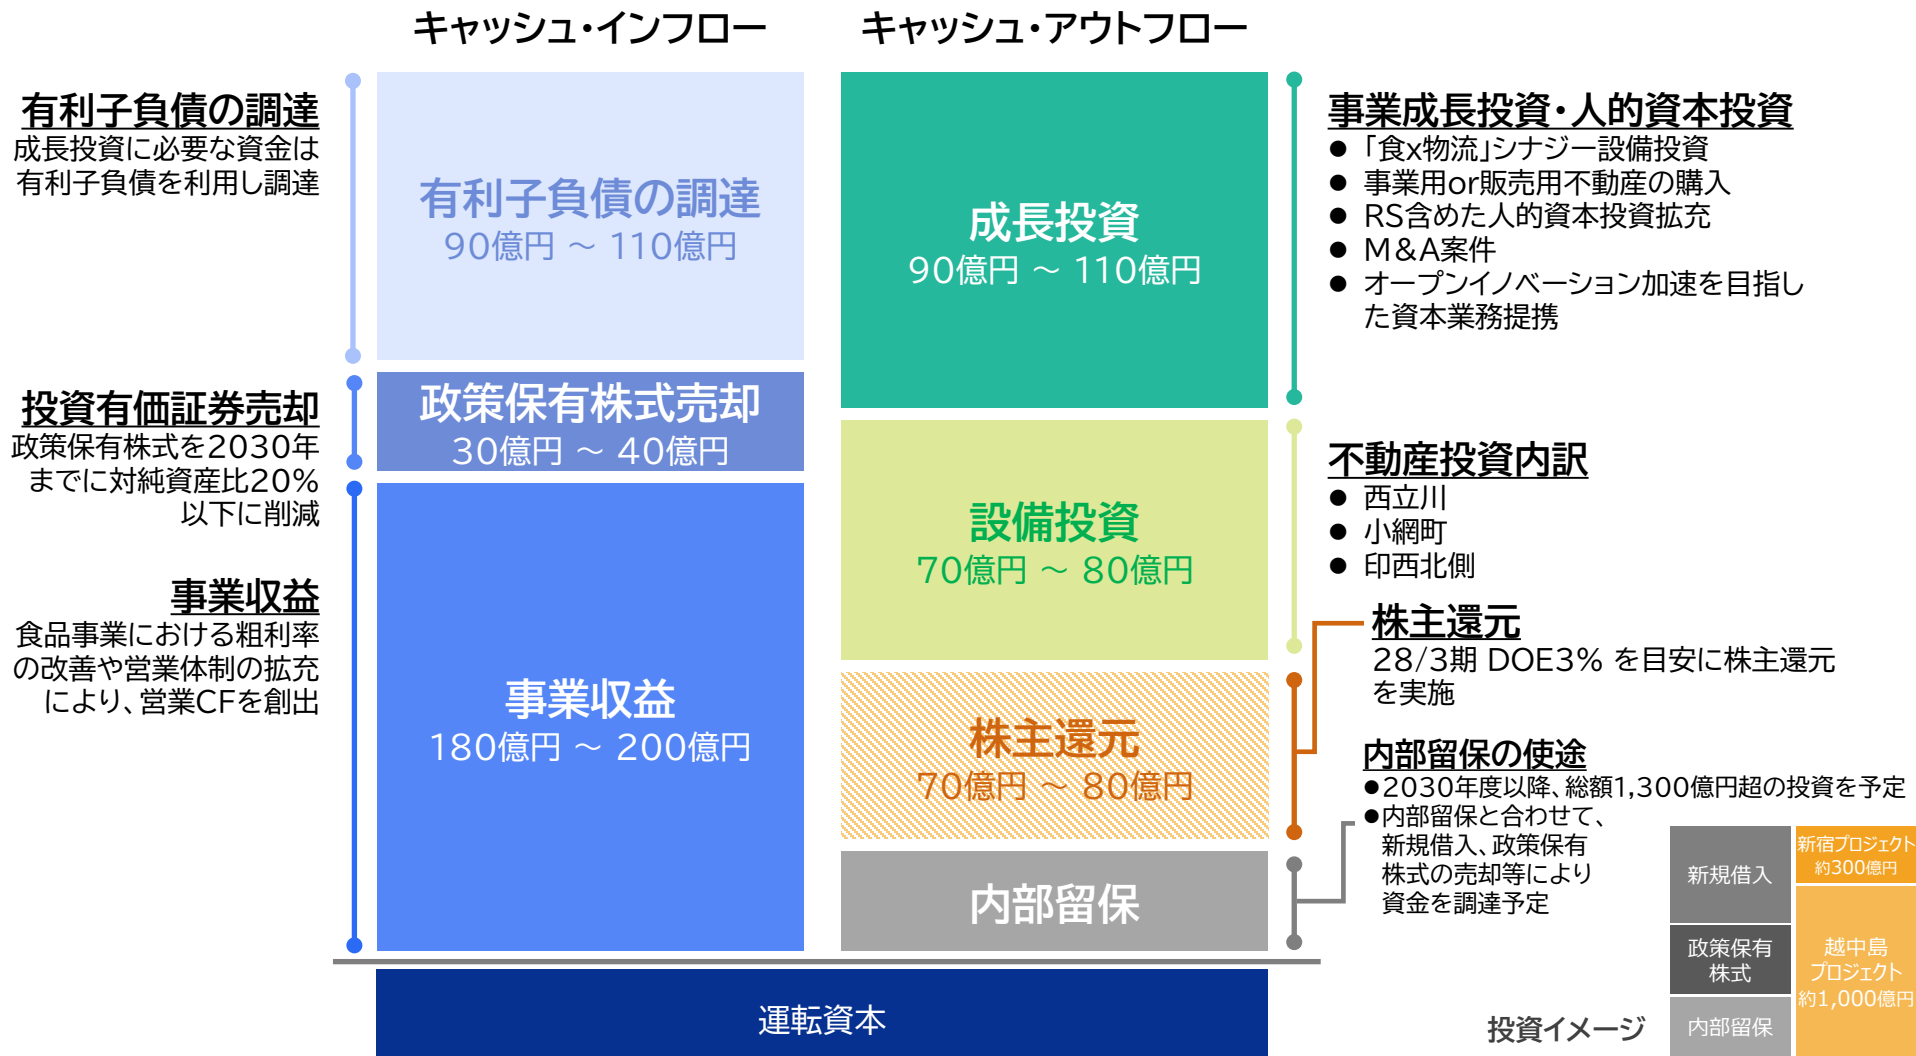 キャッシュ・インフロー
キャッシュ・アウトフロー
有利子負債の調達
成長投資に必要な資金は
有利子負債を利用し調達
投資有価証券売却
政策保有株式を2030年
までに対純資産比20%
以下に削減
事業収益
食品事業における粗利率
の改善や営業体制の拡充
により、営業CFを創出
有利子負債の調達
90億円 ～ 110億円
政策保有株式売却
30億円 ～ 40億円
事業収益
180億円 ～ 200億円
成長投資
90億円 ～ 110億円
設備投資
70億円 ～ 80億円
株主還元
70億円 ～ 80億円
内部留保
運転資本
事業成長投資・人的資本投資
● 「食x物流」シナジー設備投資
● 事業用or販売用不動産の購入
● RS含めた人的資本投資拡充
● M&A案件
● オープンイノベーション加速を目指し
た資本業務提携
不動産投資内訳
● 西立川
● 小網町
● 印西北側
株主還元
28/3期 DOE3% を目安に株主還元
を実施
内部留保の使途
●2030年度以降、総額1,300億円超の投資を予定
●内部留保と合わせて、
新規借入、政策保有
株式の売却等により
資金を調達予定
投資イメージ
新規借入
政策保有
株式
内部留保
新宿プロジェクト
約300億円
越中島
プロジェクト
約1,000億円